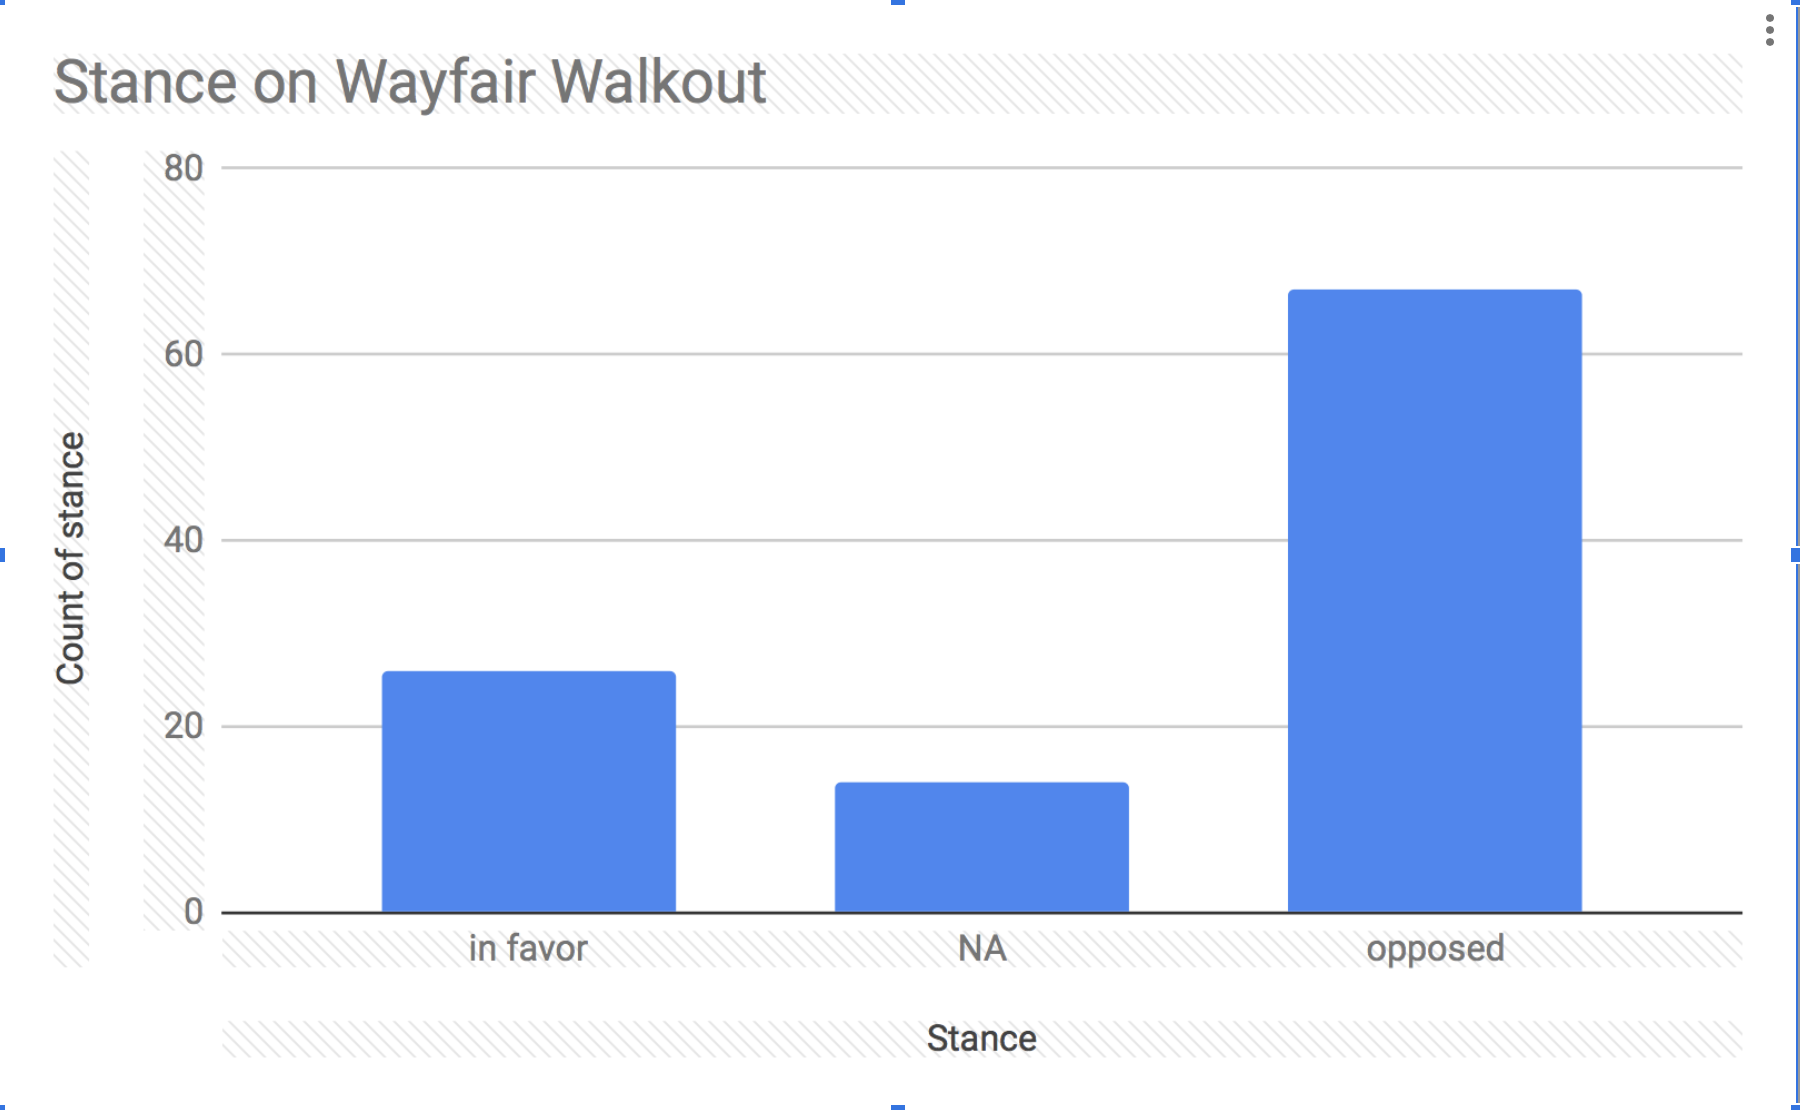 Stance on Wayfair Walkout
Count of stance
80
60
40
20
0
in favor
NA
opposed
Stance